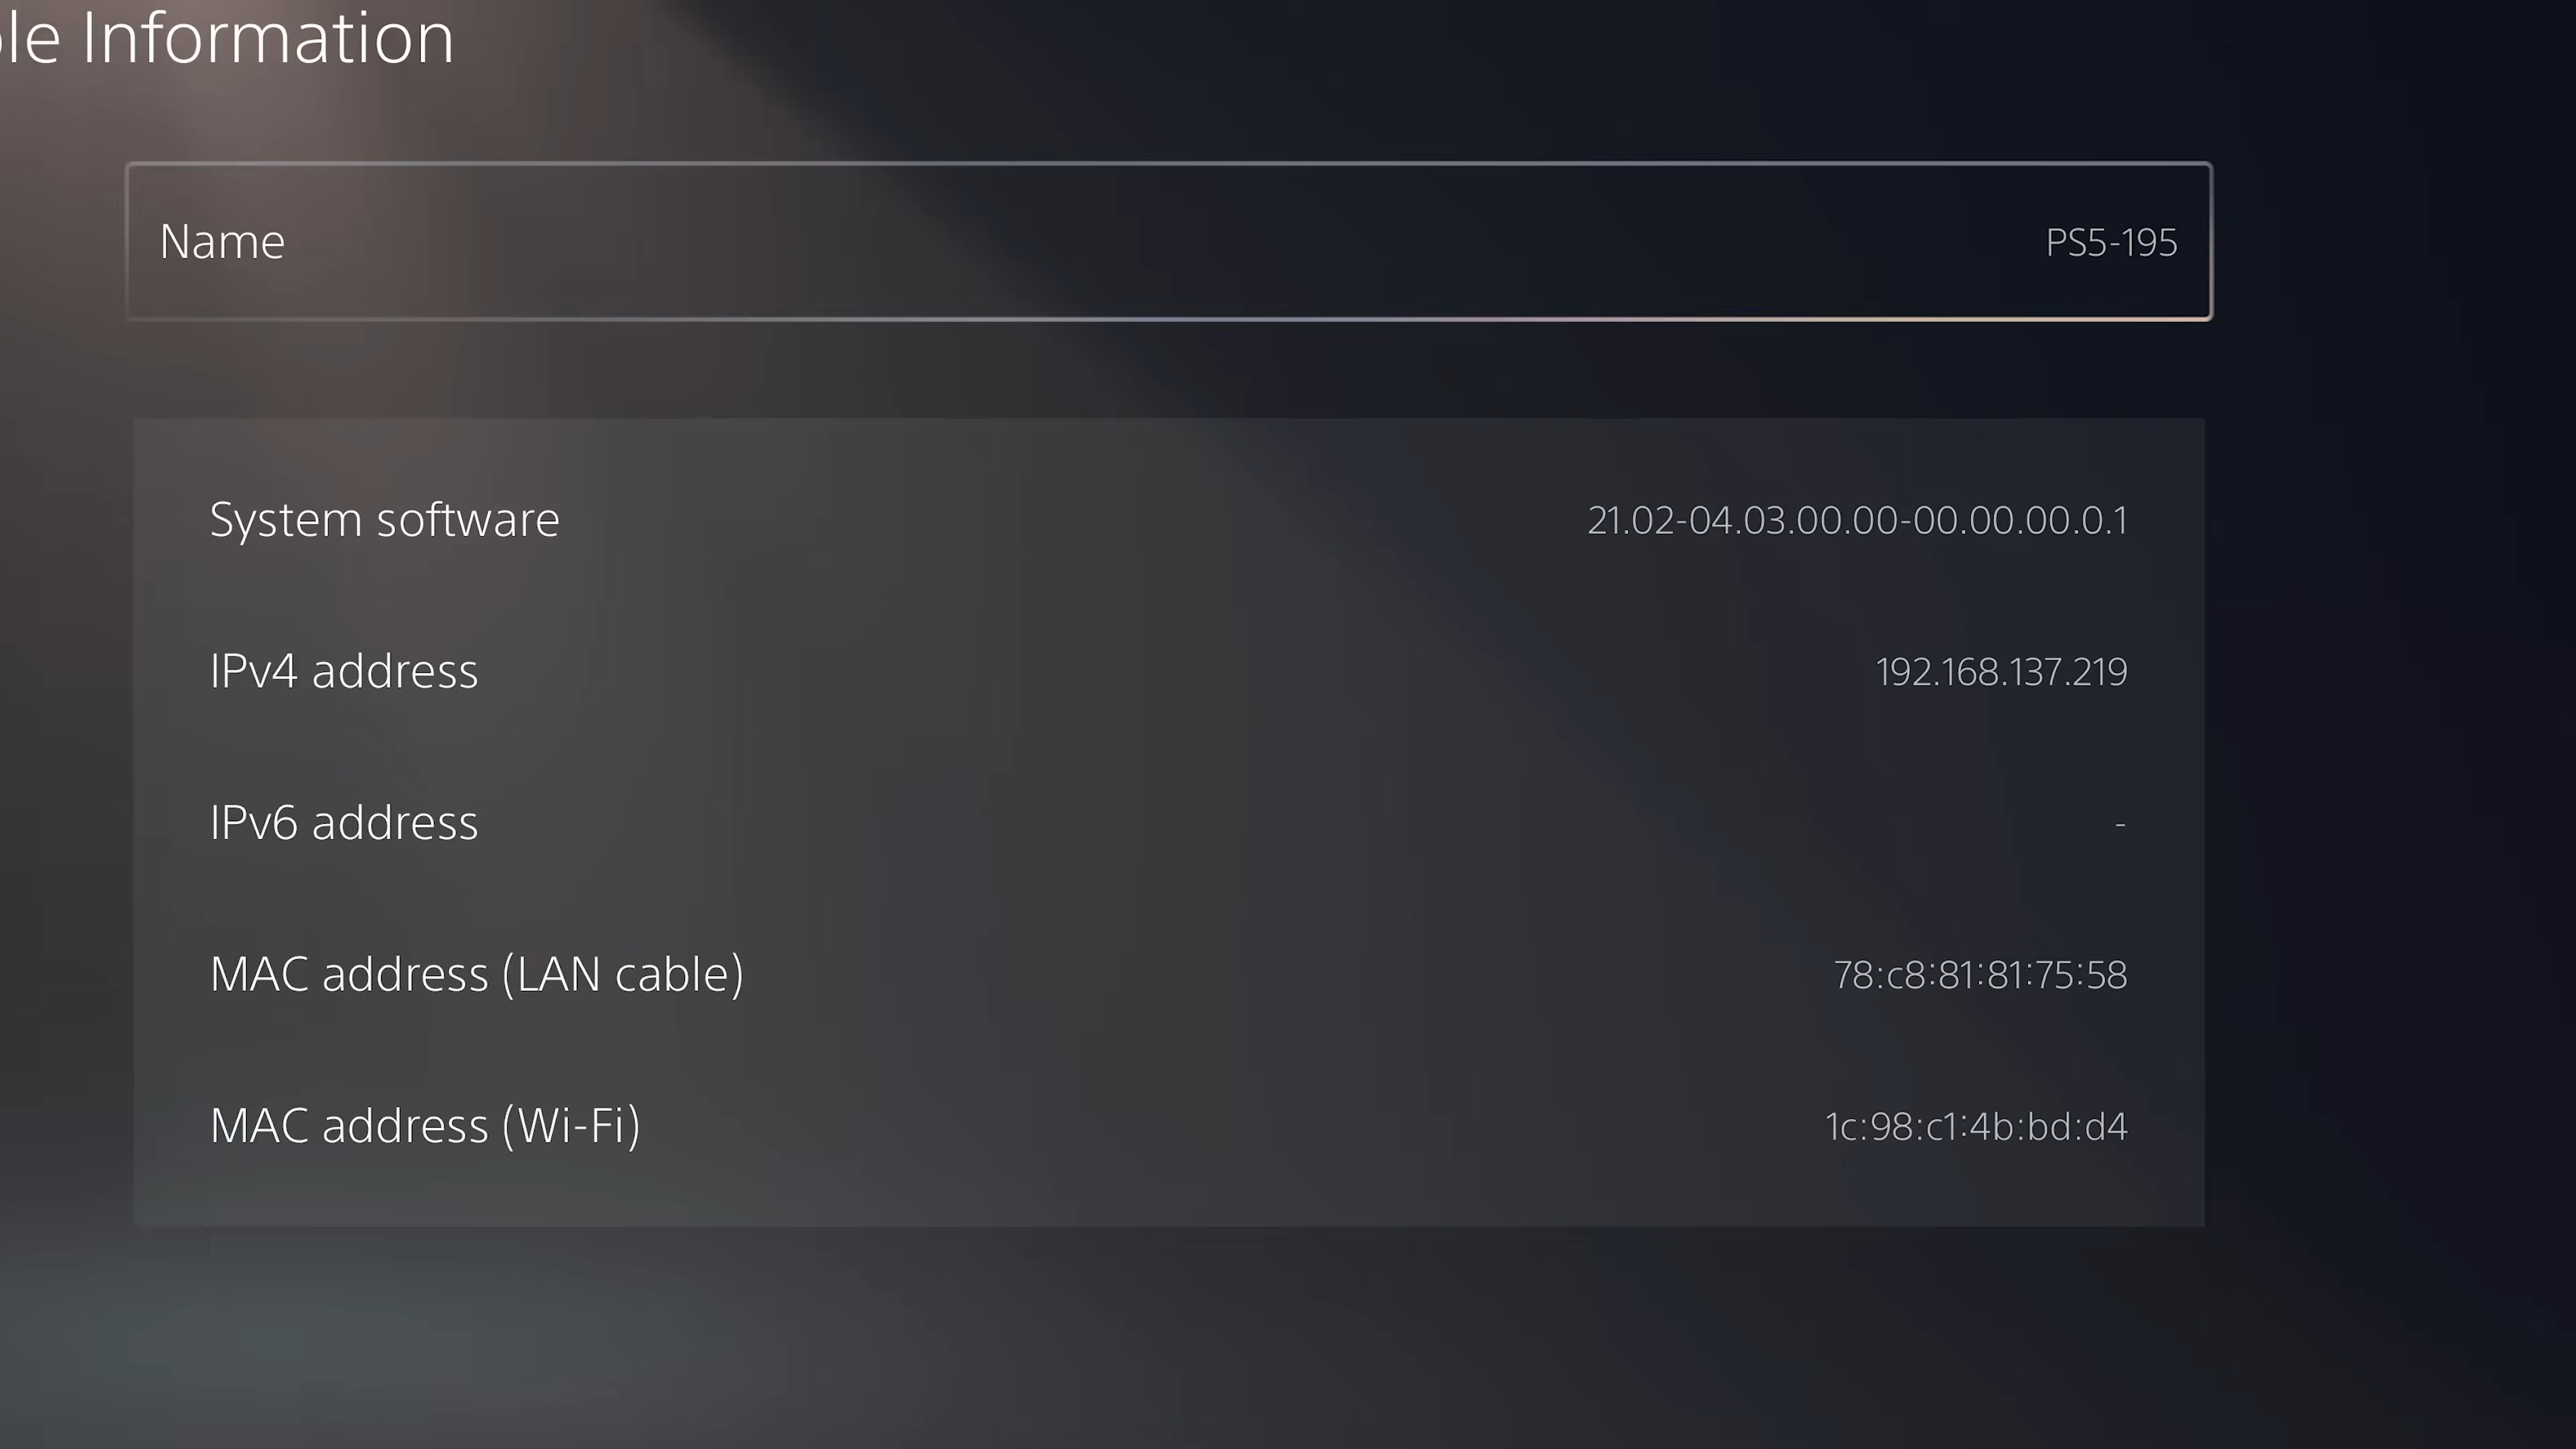 Information
Name
PS5-195
System software
21.02-04.03.00.00-00.00.00.0.1
IPv4 address
192.168.137.219
IPv6 address
-
MAC address (LAN cable)
78:c8:81:81:75:58
MAC address (Wi-Fi)
1c:98:c1:4b:bd:d4